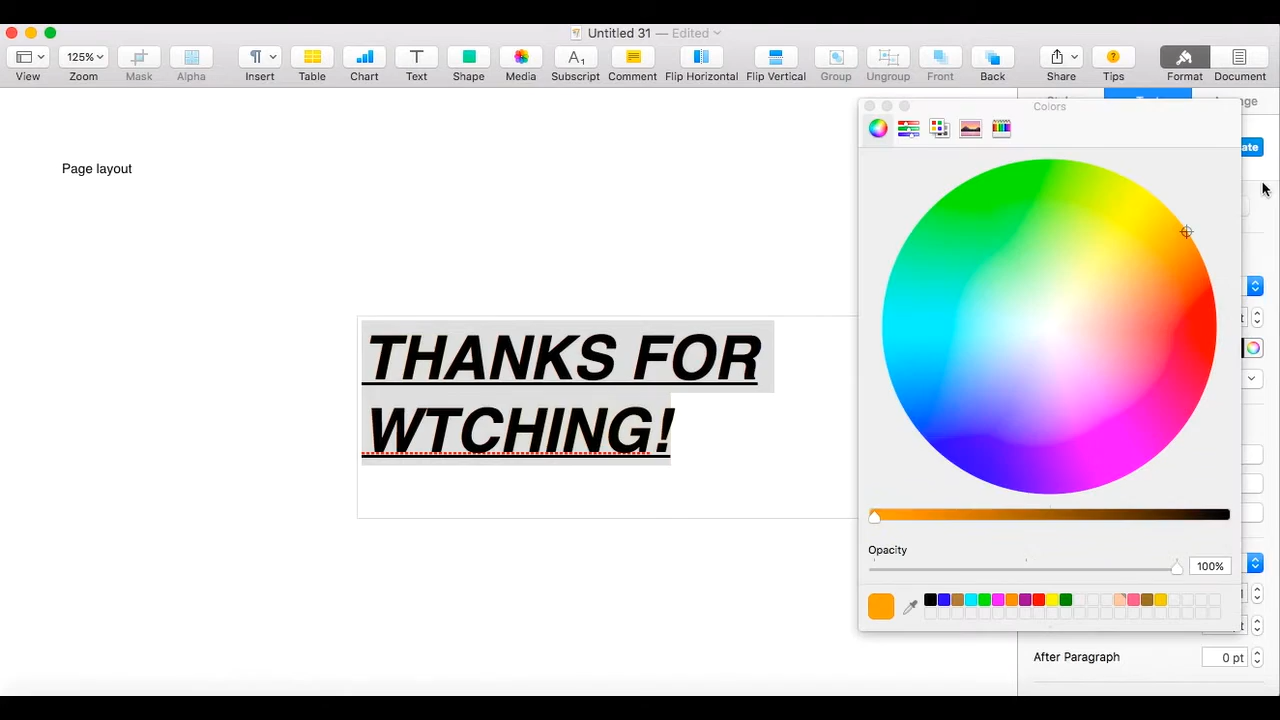 Untitled 31 — Edited
125%
View
Zoom
Mask
Alpha
Insert
Table
Chart
Text
Shape
Media
Subscript
Comment
Flip Horizontal
Flip Vertical
Group
Ungroup
Front
Back
Share
Tips
Format
Document
Page layout
THANKS FOR
WTCHING!
Colors
Opacity
100%
After Paragraph
0 pt